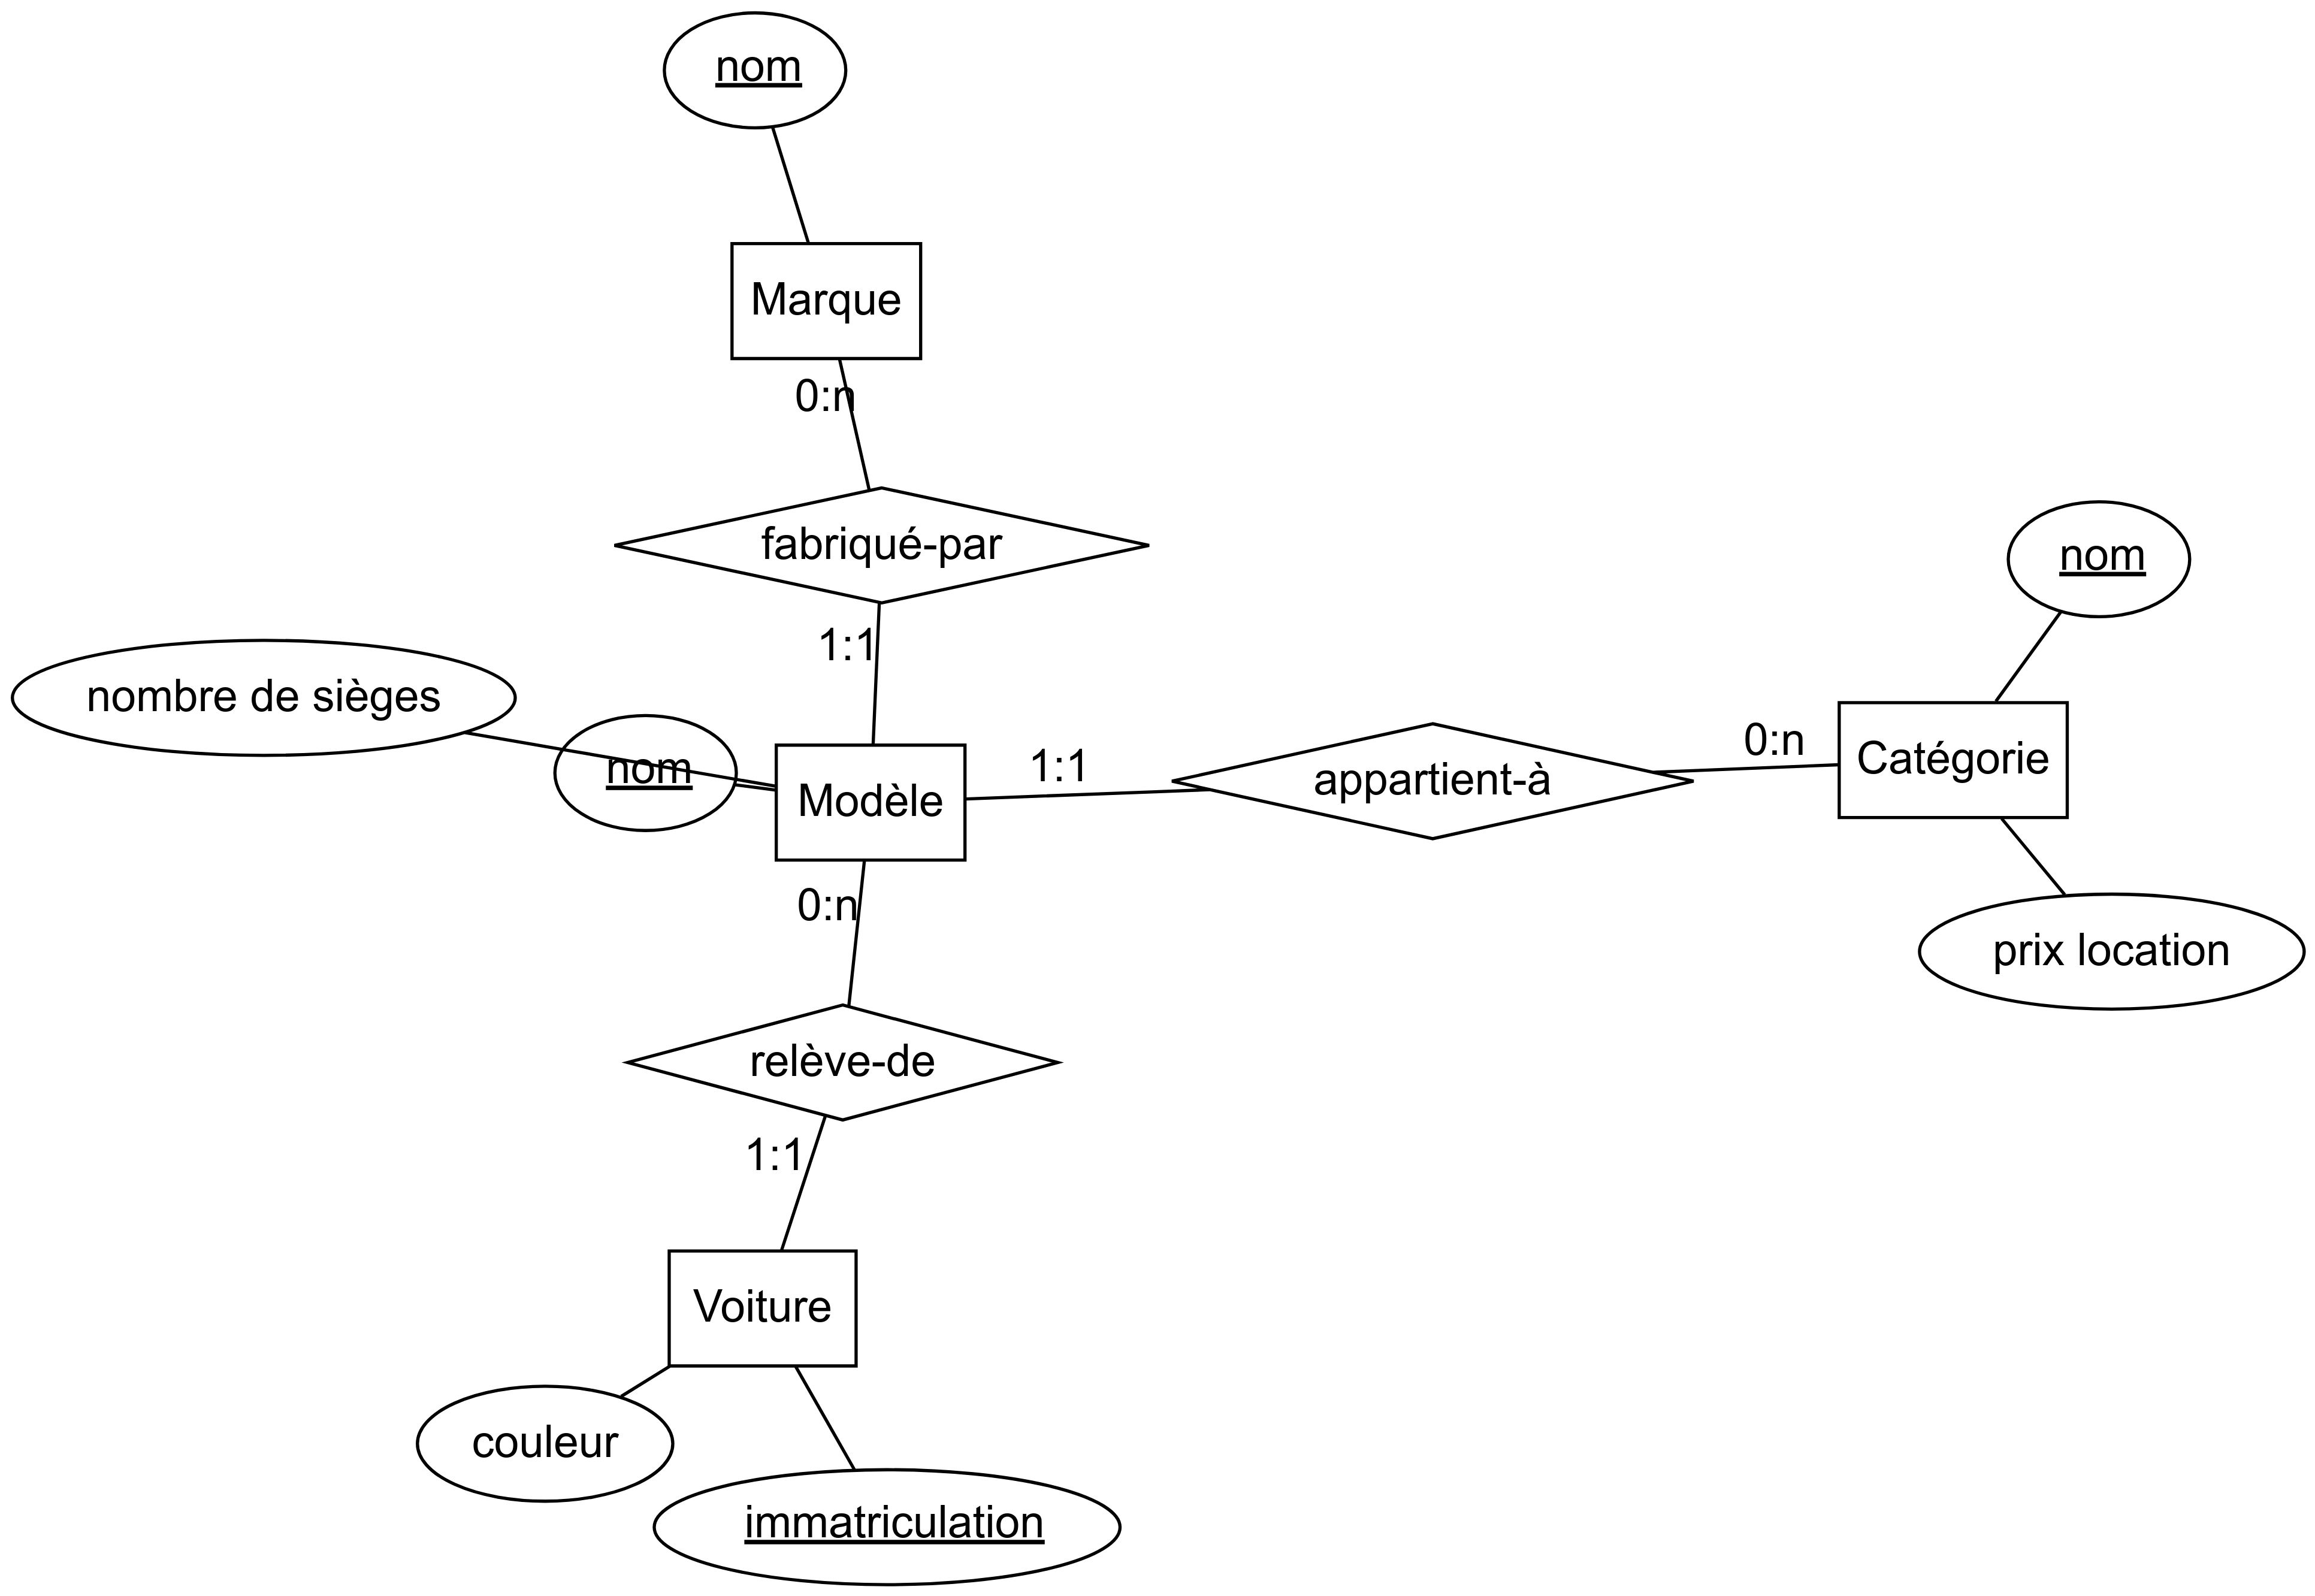 nom
Marque
0:n
fabriqué-par
nom
1:1
nombre de sièges
nom
Modèle
1:1
appartient-à
0:n
Catégorie
0:n
prix location
relève-de
1:1
Voiture
couleur
immatriculation